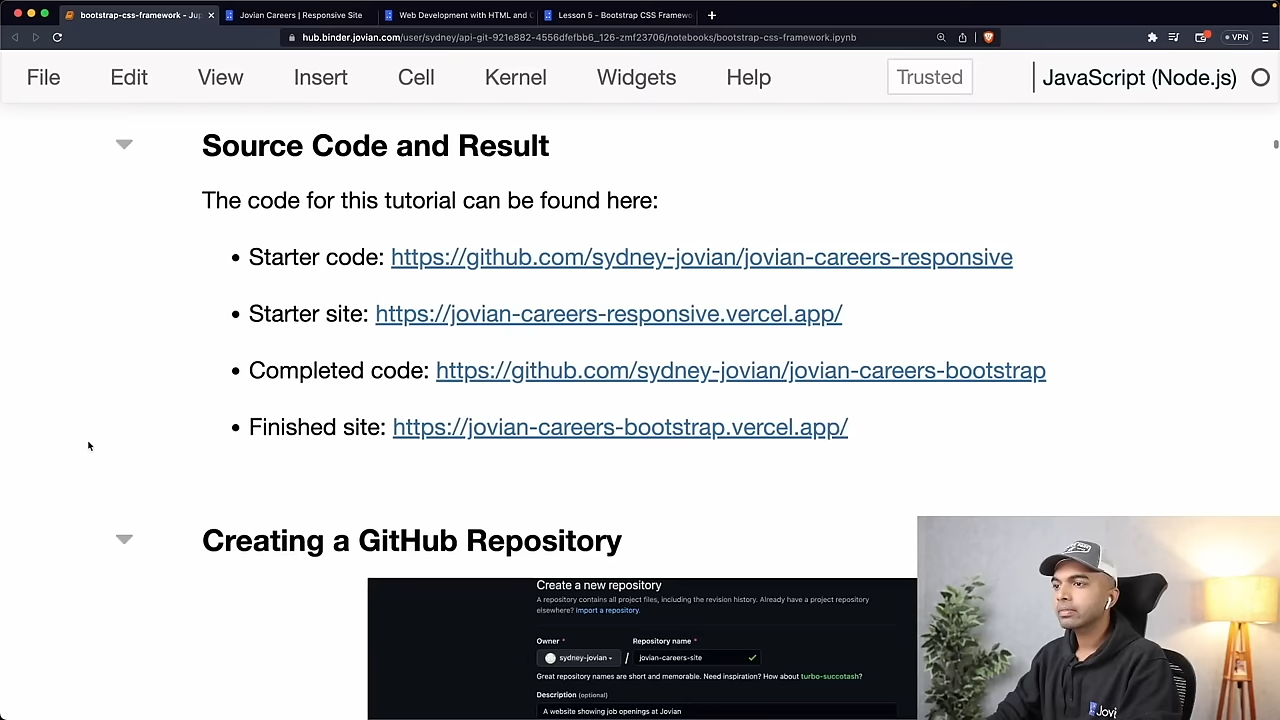 bootstrap-css-framework - Jup
Jovian Careers | Responsive Site
Web Development with HTML and C
Lesson 5 - Bootstrap CSS Framewo
hub.binder.jovian.com/user/sydney/api-git-921e882-4556dfefbb6_126-zmf23706/notebooks/bootstrap-css-framework.ipynb
VPN
File Edit View Insert Cell Kernel Widgets Help Trusted JavaScript (Node.js)
Source Code and Result
The code for this tutorial can be found here:
• Starter code: https://github.com/sydney-jovian/jovian-careers-responsive
• Starter site: https://jovian-careers-responsive.vercel.app/
• Completed code: https://github.com/sydney-jovian/jovian-careers-bootstrap
• Finished site: https://jovian-careers-bootstrap.vercel.app/
Creating a GitHub Repository
Create a new repository
A repository contains all project files, including the revision history. Already have a project repository
elsewhere? Import a repository.
Owner * Repository name *
sydney-jovian / jovian-careers-site
Great repository names are short and memorable. Need inspiration? How about turbo-succotash?
Description (optional)
A website showing job openings at Jovian
Jovi